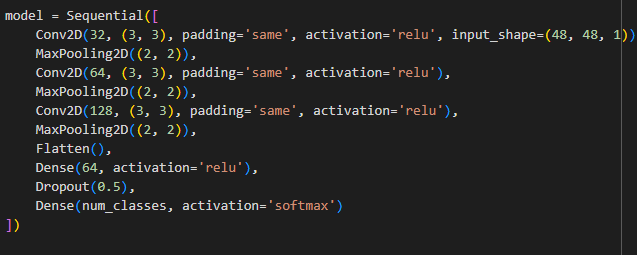 model = Sequential([
    Conv2D(32, (3, 3), padding='same', activation='relu', input_shape=(48, 48, 1))
    MaxPooling2D((2, 2)),
    Conv2D(64, (3, 3), padding='same', activation='relu'),
    MaxPooling2D((2, 2)),
    Conv2D(128, (3, 3), padding='same', activation='relu'),
    MaxPooling2D((2, 2)),
    Flatten(),
    Dense(64, activation='relu'),
    Dropout(0.5),
    Dense(num_classes, activation='softmax')
])